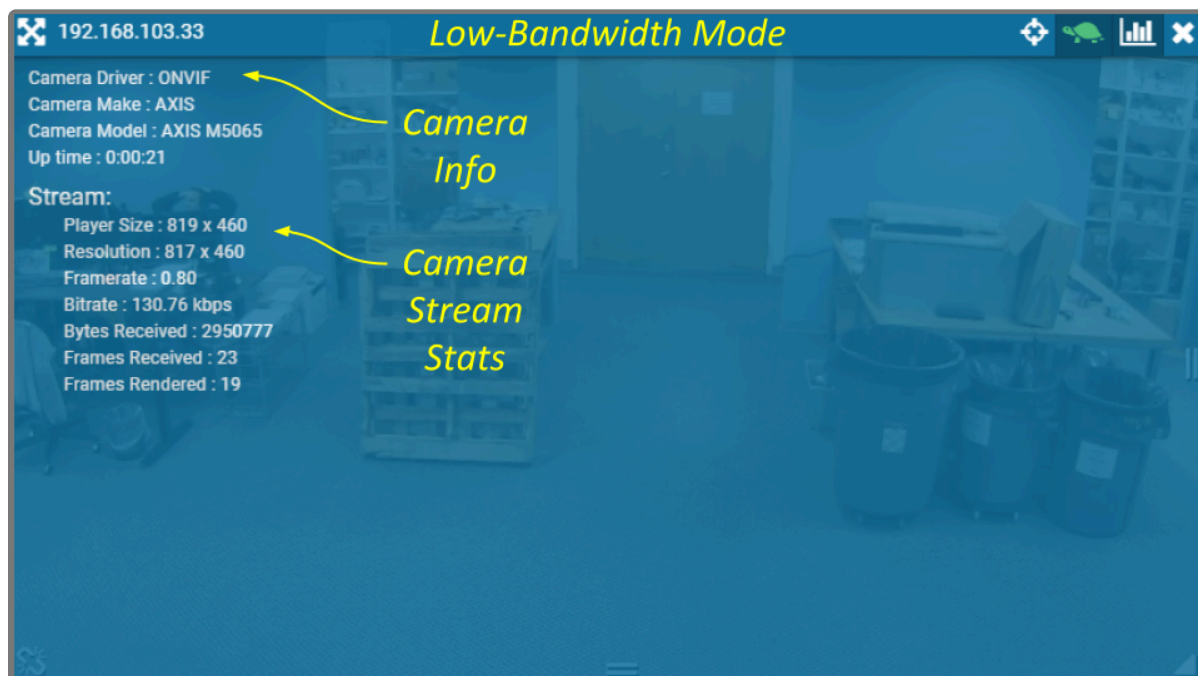 192.168.103.33
Low-Bandwidth Mode
Camera Driver : ONVIF
Camera Make : AXIS
Camera Model : AXIS M5065
Up time : 0:00:21
Camera
Info
Stream:
Player Size : 819 x 460
Resolution : 817 x 460
Framerate : 0.80
Bitrate : 130.76 kbps
Bytes Received : 2950777
Frames Received : 23
Frames Rendered : 19
Camera
Stream
Stats